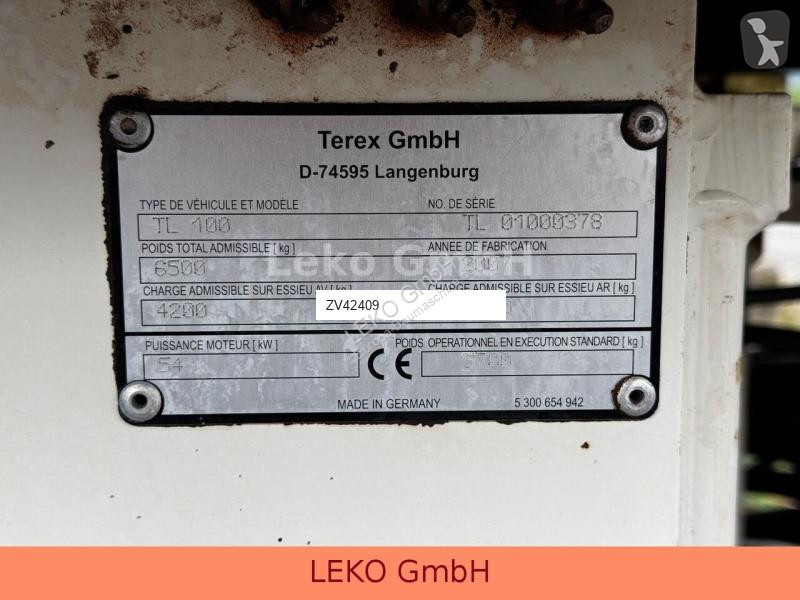 Terex GmbH
D-74595 Langenburg
TYPE DE VÉHICULE ET MODÈLE NO. DE SÉRIE
TL 100 TL 01000378
POIDS TOTAL ADMISSIBLE [ kg ] ANNEE DE FABRICATION
6500
Leko GmbH
CHARGE ADMISSIBLE SUR ESSIEU AV [ kg ] CHARGE ADMISSIBLE SUR ESSIEU AR [ kg ]
4200
ZV42409
LEKO GmbH
PUISSANCE MOTEUR [ kW ] POIDS OPERATIONNEL EN EXECUTION STANDARD [ kg ]
54 CE
MADE IN GERMANY 5 300 654 942
LEKO GmbH